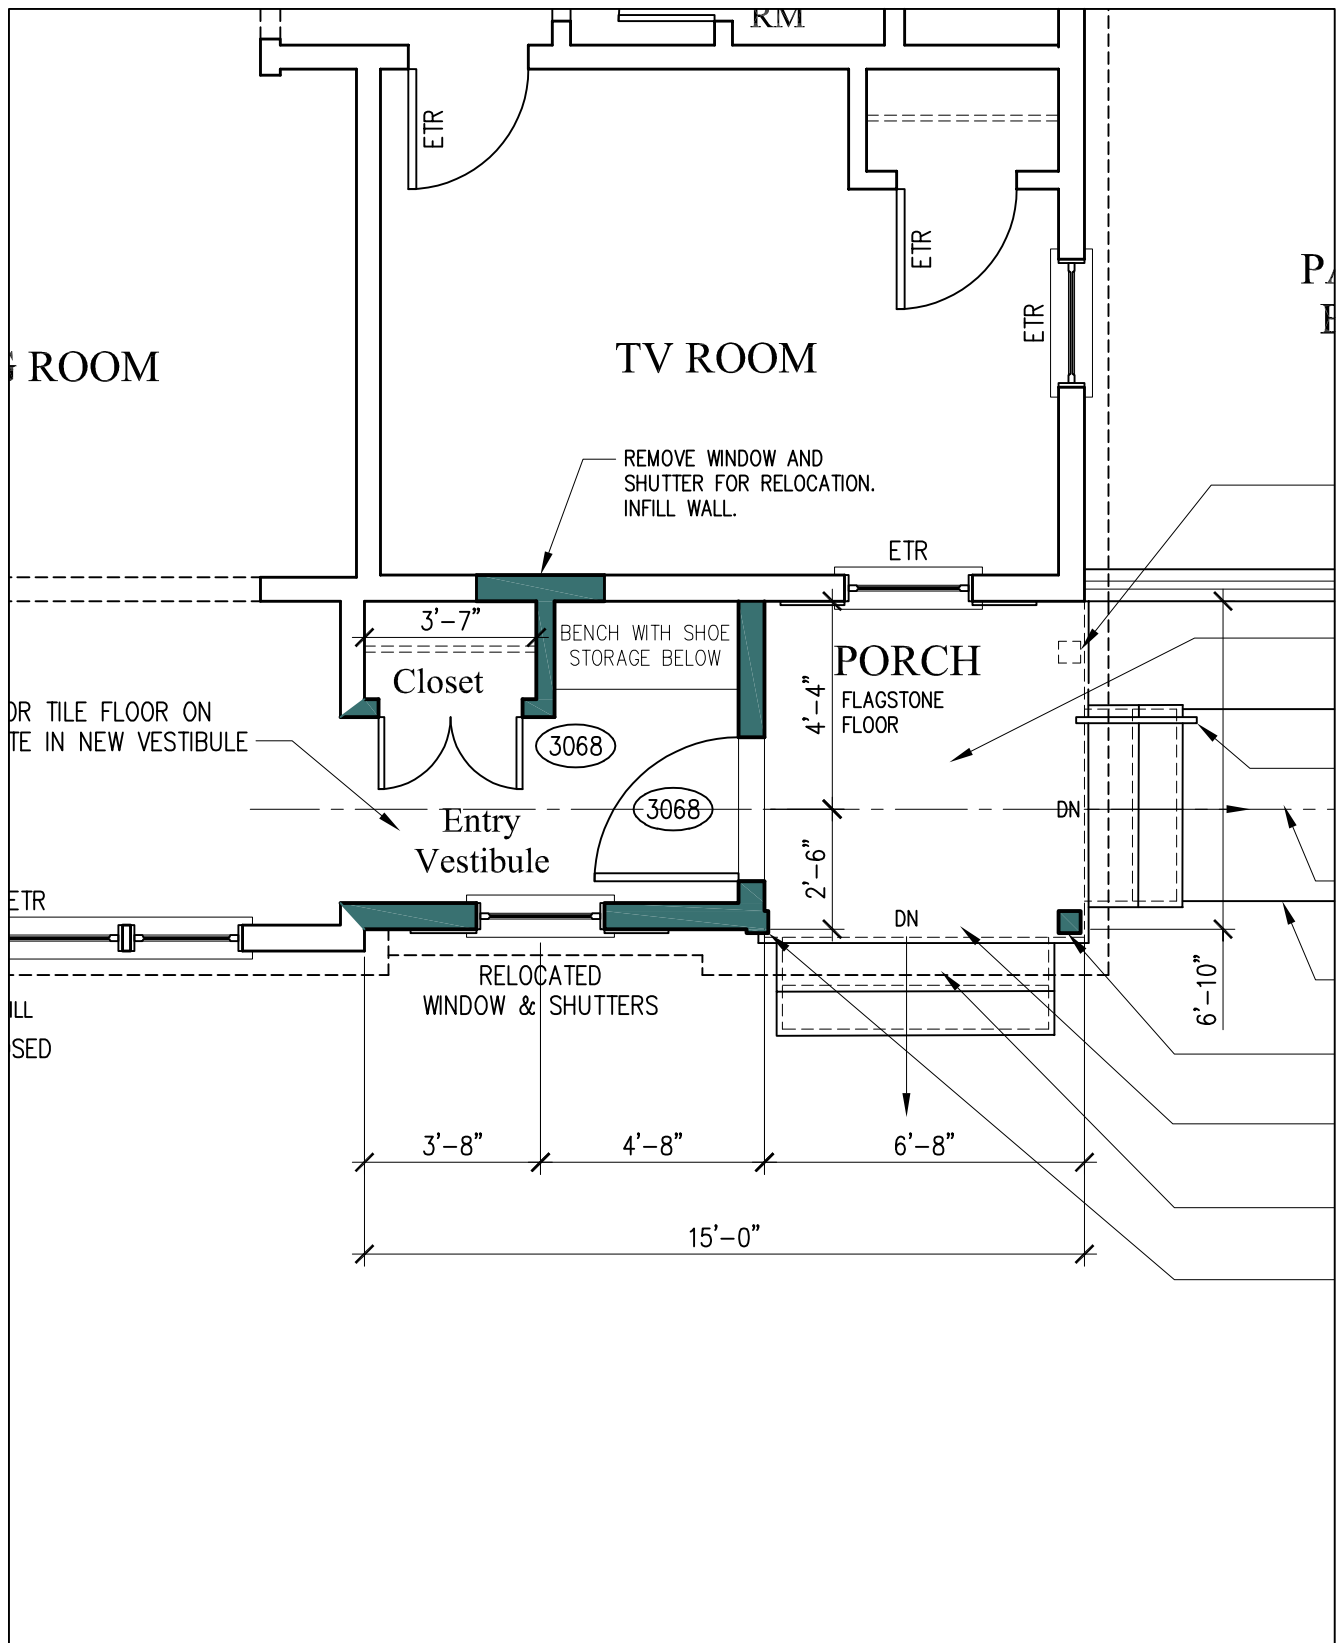 RM
ETR
ETR
ETR
ROOM
TV ROOM
REMOVE WINDOW AND
SHUTTER FOR RELOCATION.
INFILL WALL.
ETR
3'-7"
BENCH WITH SHOE
STORAGE BELOW
Closet
PORCH
FLAGSTONE
FLOOR
4'-4"
OR TILE FLOOR ON
TE IN NEW VESTIBULE
3068
3068
Entry
Vestibule
DN
2'-6"
ETR
DN
RELOCATED
WINDOW & SHUTTERS
6'-10"
ILL
SED
3'-8"
4'-8"
6'-8"
15'-0"